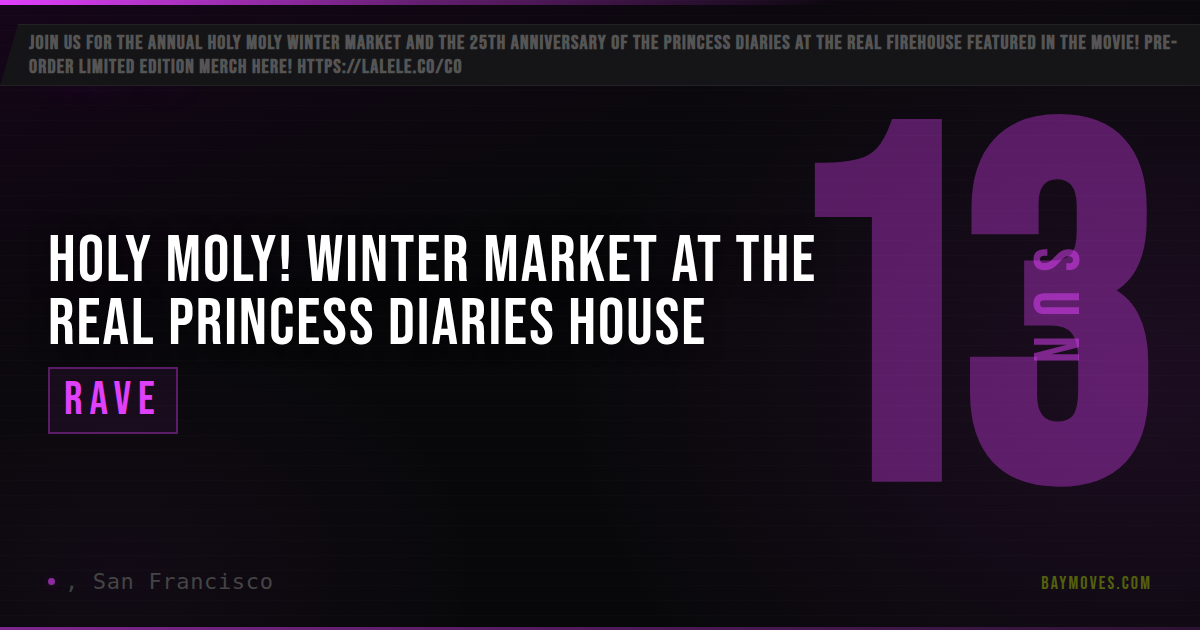 JOIN US FOR THE ANNUAL HOLY MOLY WINTER MARKET AND THE 25TH ANNIVERSARY OF THE PRINCESS DIARIES AT THE REAL FIREHOUSE FEATURED IN THE MOVIE! PRE-
ORDER LIMITED EDITION MERCH HERE! HTTPS://LALELE.CO/CO
13
SUN
HOLY MOLY! WINTER MARKET AT THE
REAL PRINCESS DIARIES HOUSE
RAVE
, San Francisco
BAYMOVES.COM